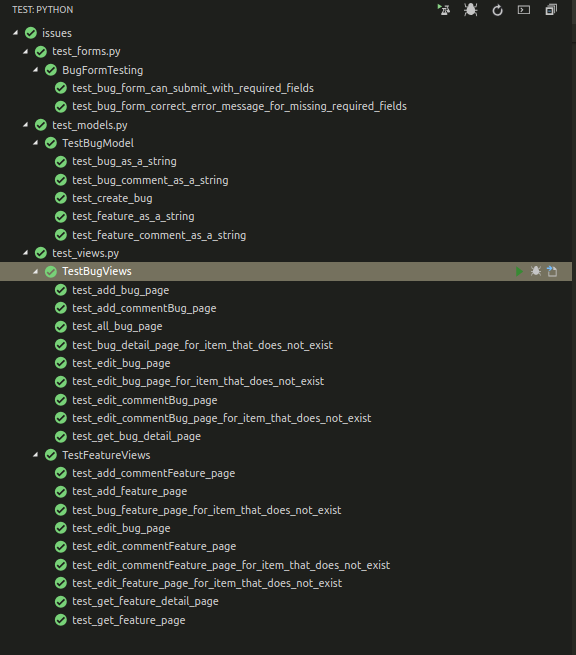 TEST: PYTHON
issues
test_forms.py
BugFormTesting
test_bug_form_can_submit_with_required_fields
test_bug_form_correct_error_message_for_missing_required_fields
test_models.py
TestBugModel
test_bug_as_a_string
test_bug_comment_as_a_string
test_create_bug
test_feature_as_a_string
test_feature_comment_as_a_string
test_views.py
TestBugViews
test_add_bug_page
test_add_commentBug_page
test_all_bug_page
test_bug_detail_page_for_item_that_does_not_exist
test_edit_bug_page
test_edit_bug_page_for_item_that_does_not_exist
test_edit_commentBug_page
test_edit_commentBug_page_for_item_that_does_not_exist
test_get_bug_detail_page
TestFeatureViews
test_add_commentFeature_page
test_add_feature_page
test_bug_feature_page_for_item_that_does_not_exist
test_edit_bug_page
test_edit_commentFeature_page
test_edit_commentFeature_page_for_item_that_does_not_exist
test_edit_feature_page_for_item_that_does_not_exist
test_get_feature_detail_page
test_get_feature_page